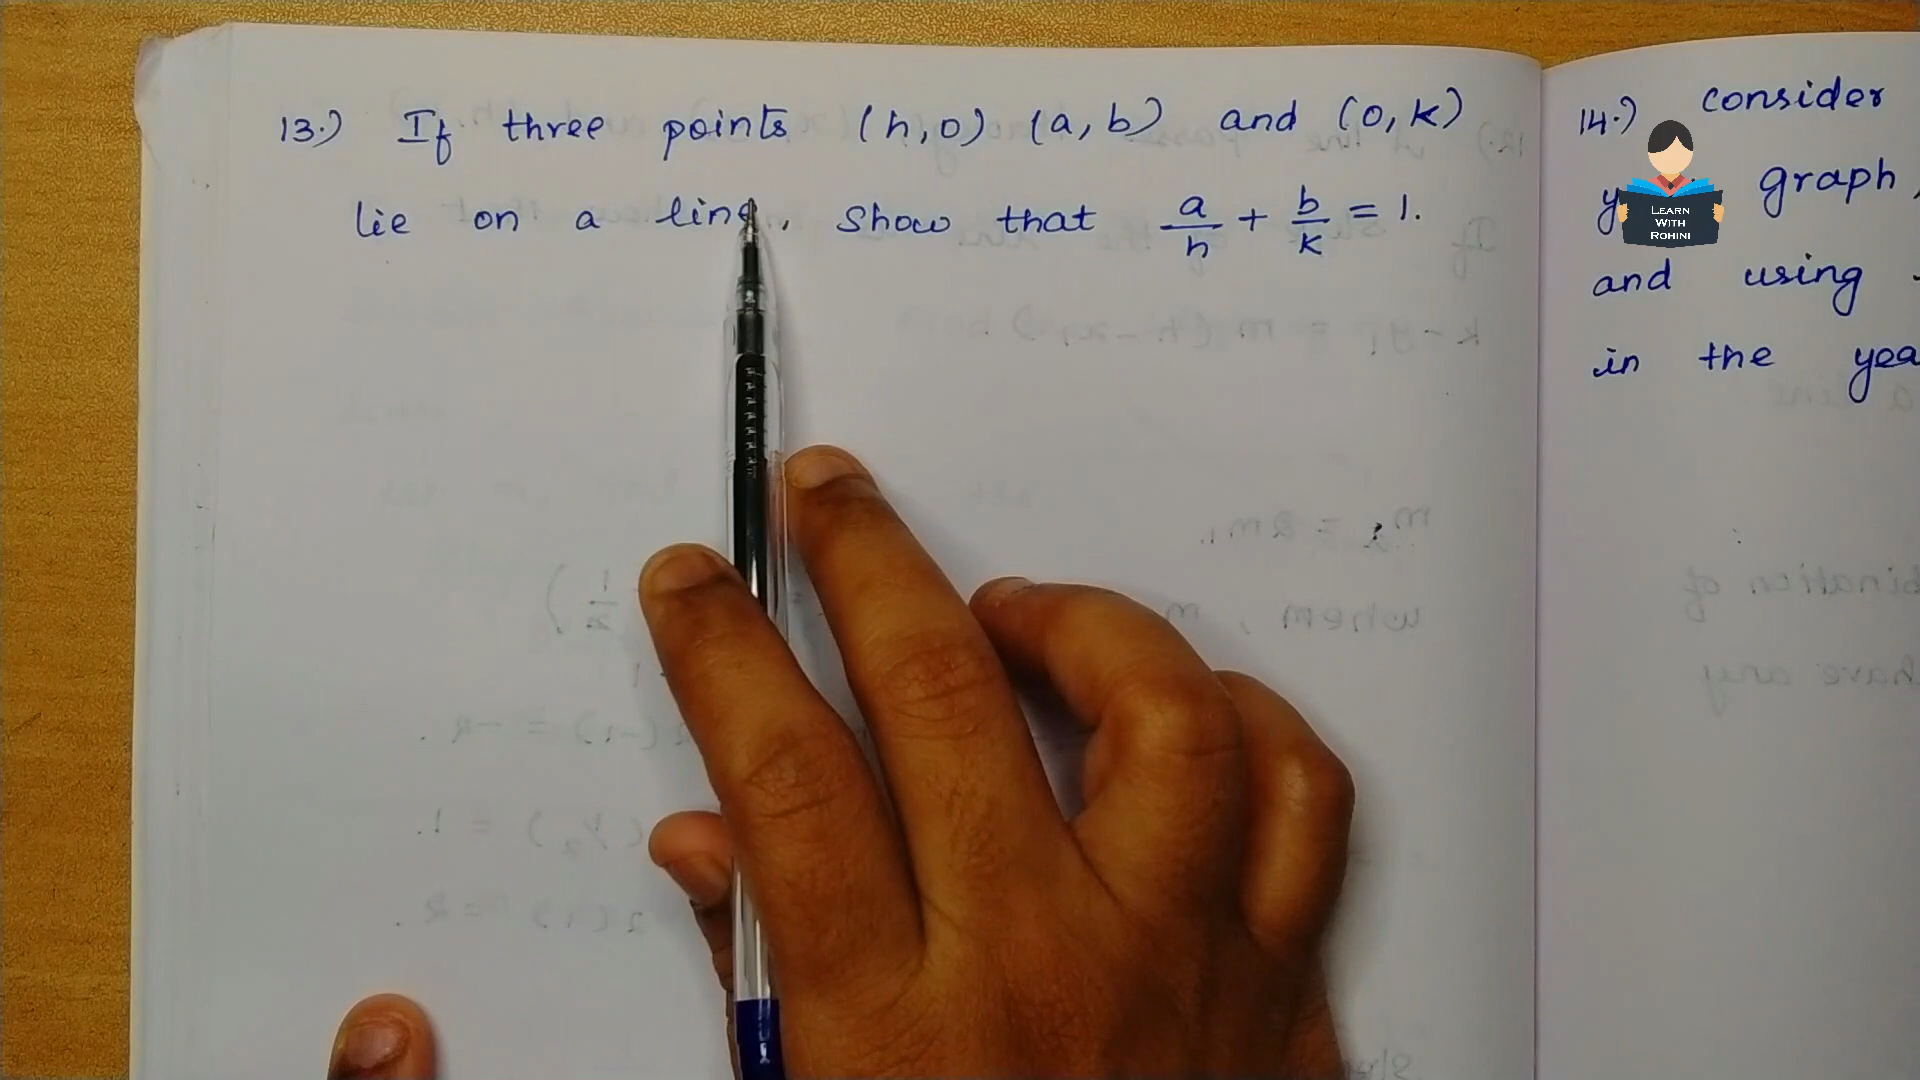 13.) If three points (h,0) (a, b) and (0, k)
lie on a line, show that a/h + b/k = 1.
14.) consider
graph,
and using
in the yea
LEARN
WITH
ROHINI